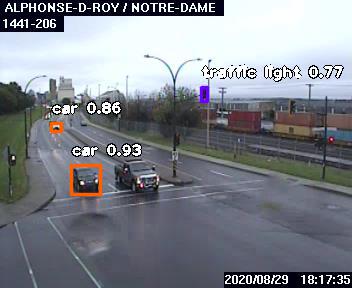 ALPHONSE-D-ROY / NOTRE-DAME
1441-206
traffic light 0.77
car 0.86
car 0.93
2020/08/29 18:17:35